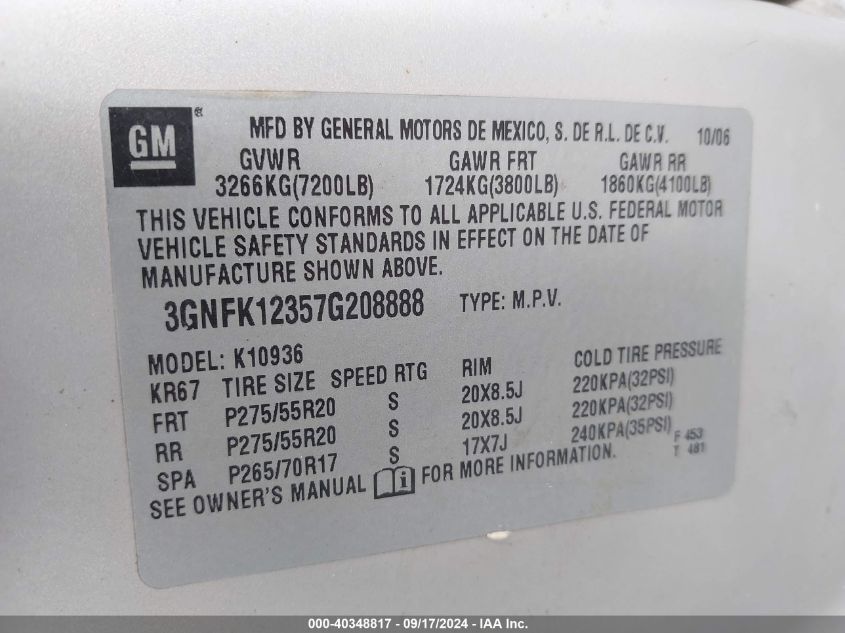 GM ®
MFD BY GENERAL MOTORS DE MEXICO, S. DE R.L. DE C.V. 10/06
GVWR GAWR FRT GAWR RR
3266KG(7200LB) 1724KG(3800LB) 1860KG(4100LB)
THIS VEHICLE CONFORMS TO ALL APPLICABLE U.S. FEDERAL MOTOR
VEHICLE SAFETY STANDARDS IN EFFECT ON THE DATE OF
MANUFACTURE SHOWN ABOVE.
3GNFK12357G208888 TYPE: M.P.V.
MODEL: K10936
KR67 TIRE SIZE SPEED RTG RIM COLD TIRE PRESSURE
FRT P275/55R20 S 20X8.5J 220KPA(32PSI)
RR P275/55R20 S 20X8.5J 220KPA(32PSI)
SPA P265/70R17 S 17X7J 240KPA(35PSI) F 453
SEE OWNER'S MANUAL i FOR MORE INFORMATION. T 481
000-40348817 - 09/17/2024 - IAA Inc.